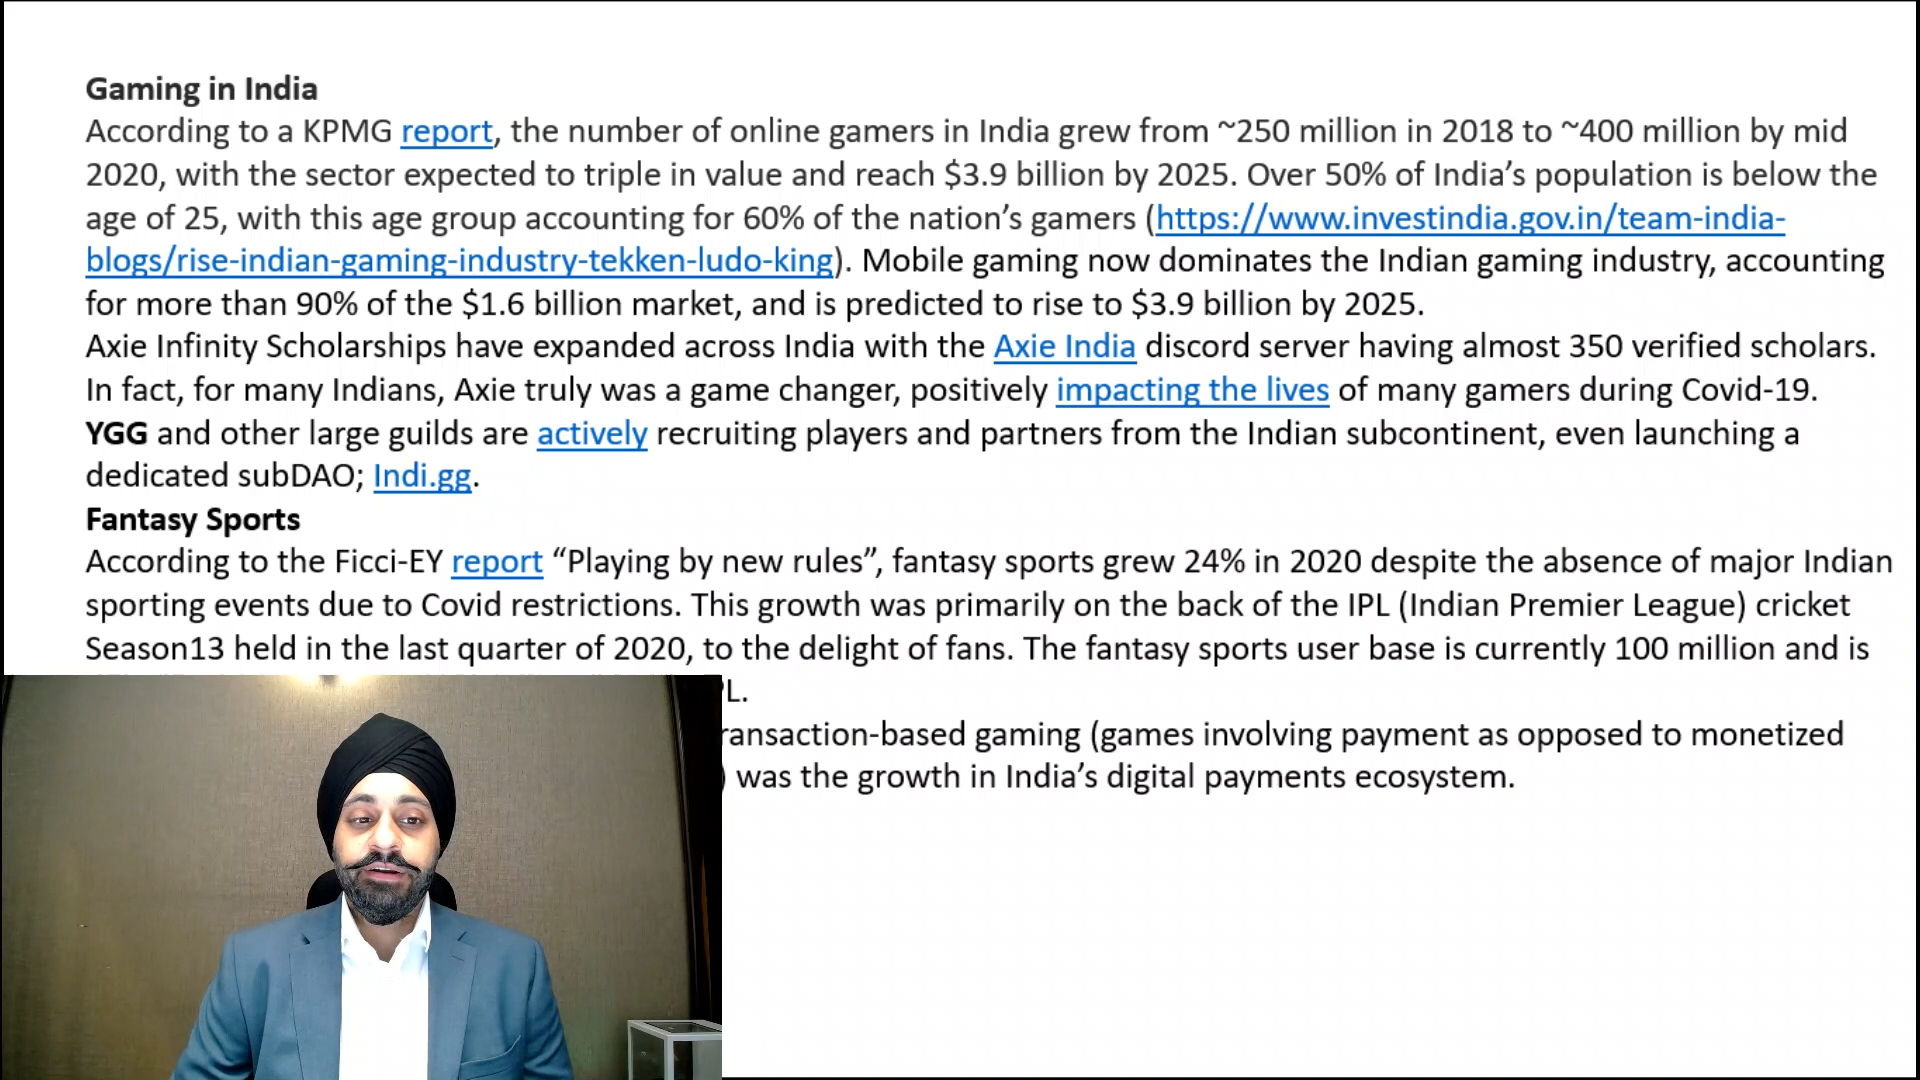 Gaming in India
According to a KPMG report, the number of online gamers in India grew from ~250 million in 2018 to ~400 million by mid
2020, with the sector expected to triple in value and reach $3.9 billion by 2025. Over 50% of India’s population is below the
age of 25, with this age group accounting for 60% of the nation’s gamers (https://www.investindia.gov.in/team-india-
blogs/rise-indian-gaming-industry-tekken-ludo-king). Mobile gaming now dominates the Indian gaming industry, accounting
for more than 90% of the $1.6 billion market, and is predicted to rise to $3.9 billion by 2025.
Axie Infinity Scholarships have expanded across India with the Axie India discord server having almost 350 verified scholars.
In fact, for many Indians, Axie truly was a game changer, positively impacting the lives of many gamers during Covid-19.
YGG and other large guilds are actively recruiting players and partners from the Indian subcontinent, even launching a
dedicated subDAO; Indi.gg.
Fantasy Sports
According to the Ficci-EY report “Playing by new rules”, fantasy sports grew 24% in 2020 despite the absence of major Indian
sporting events due to Covid restrictions. This growth was primarily on the back of the IPL (Indian Premier League) cricket
Season13 held in the last quarter of 2020, to the delight of fans. The fantasy sports user base is currently 100 million and is
gaming (games involving payment as opposed to monetized
) was the growth in India’s digital payments ecosystem.